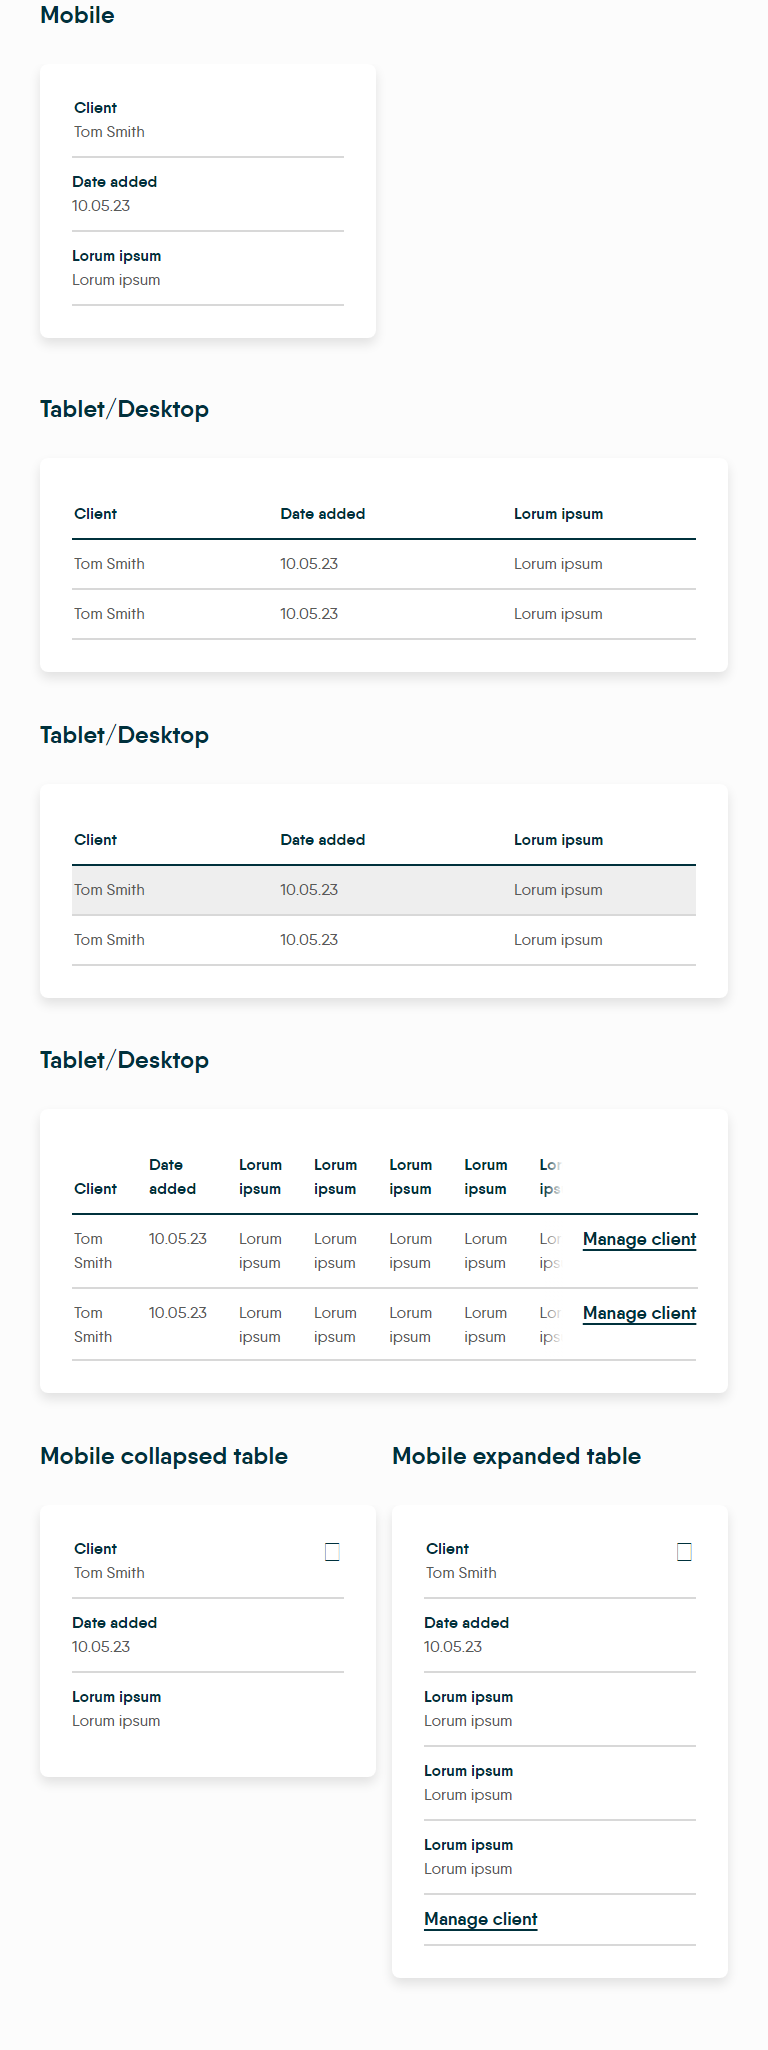 Mobile
Client
Tom Smith
Date added
10.05.23
Lorum ipsum
Lorum ipsum
Tablet/Desktop
Client Date added Lorum ipsum
Tom Smith 10.05.23 Lorum ipsum
Tom Smith 10.05.23 Lorum ipsum
Tablet/Desktop
Client Date added Lorum ipsum
Tom Smith 10.05.23 Lorum ipsum
Tom Smith 10.05.23 Lorum ipsum
Tablet/Desktop
Date Lorum Lorum Lorum Lorum Lor
Client added ipsum ipsum ipsum ipsum ips
Tom 10.05.23 Lorum Lorum Lorum Lorum Lor Manage client
Smith ipsum ipsum ipsum ipsum ips
Tom 10.05.23 Lorum Lorum Lorum Lorum Lor Manage client
Smith ipsum ipsum ipsum ipsum ips
Mobile collapsed table
Client
Tom Smith
Date added
10.05.23
Lorum ipsum
Lorum ipsum
Mobile expanded table
Client
Tom Smith
Date added
10.05.23
Lorum ipsum
Lorum ipsum
Lorum ipsum
Lorum ipsum
Lorum ipsum
Lorum ipsum
Manage client